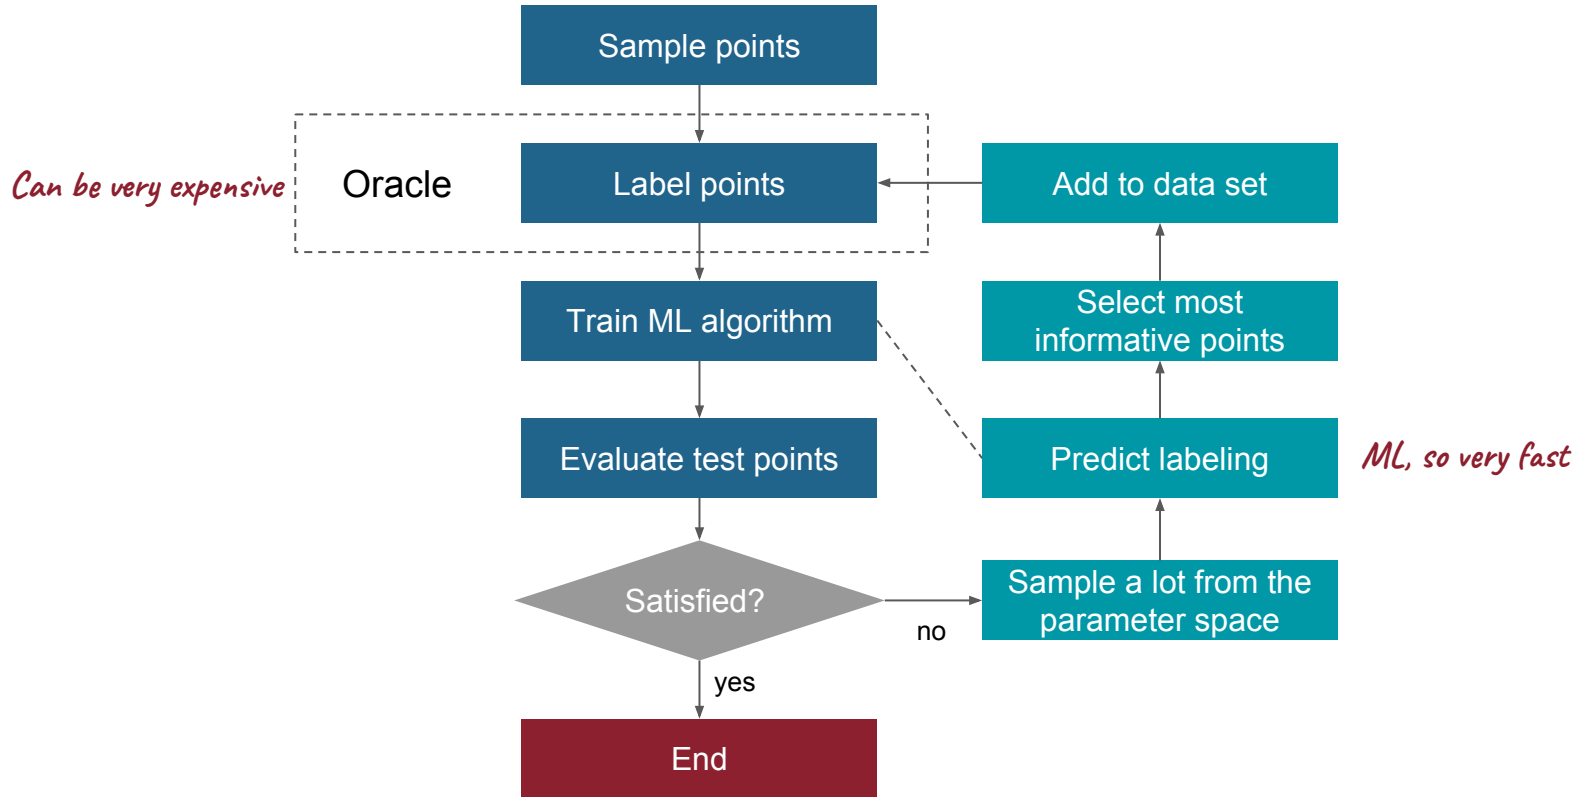 Sample points
Can be very expensive
Oracle
Label points
Add to data set
Train ML algorithm
Select most
informative points
Evaluate test points
Predict labeling
ML, so very fast
Satisfied?
no
Sample a lot from the
parameter space
yes
End